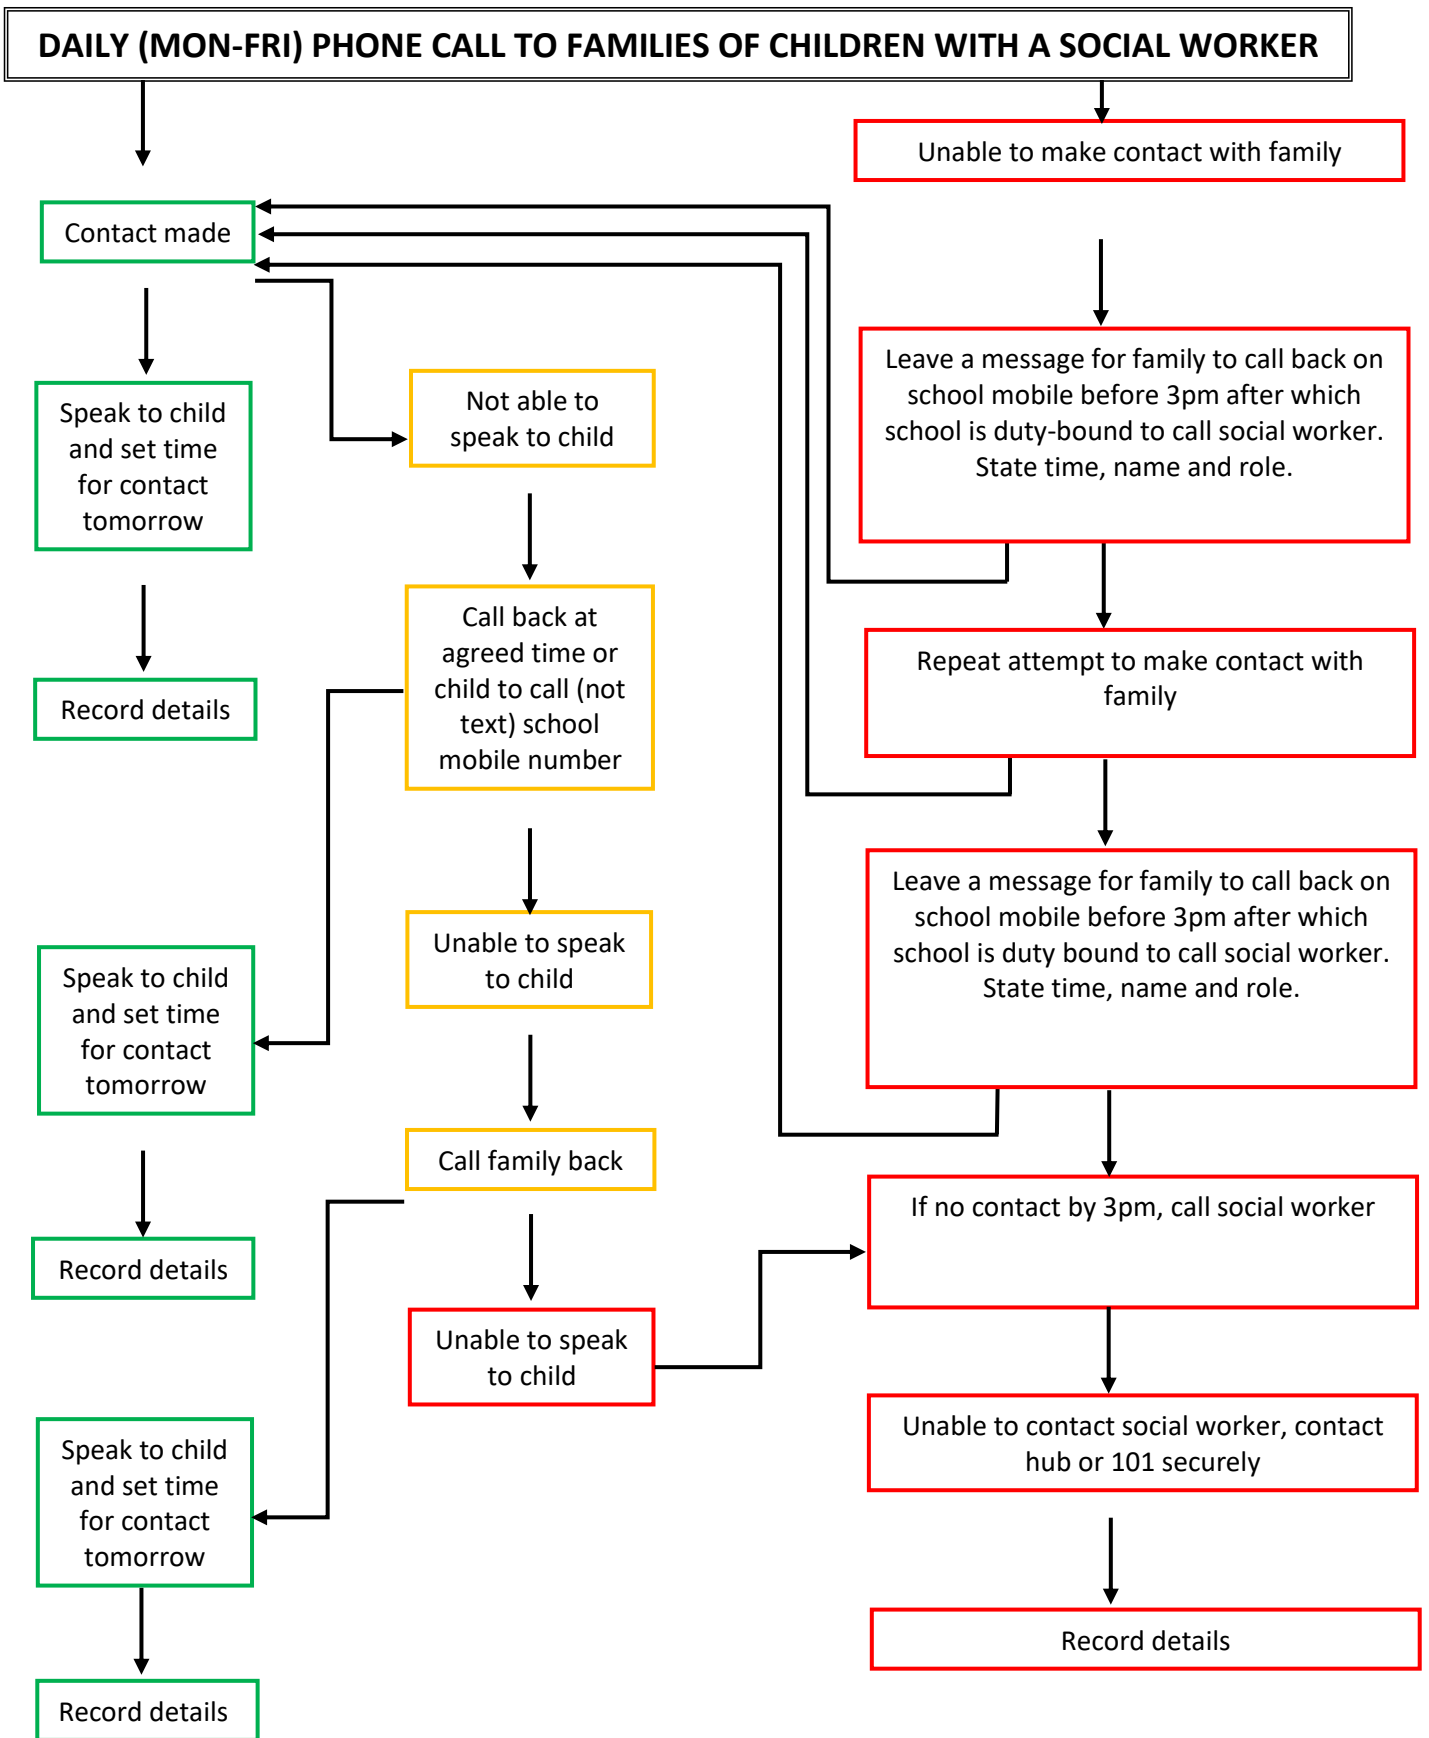 DAILY (MON-FRI) PHONE CALL TO FAMILIES OF CHILDREN WITH A SOCIAL WORKER
Contact made
Speak to child
and set time
for contact
tomorrow
Record details
Not able to
speak to child
Call back at
agreed time or
child to call (not
text) school
mobile number
Speak to child
and set time
for contact
tomorrow
Record details
Unable to speak
to child
Call family back
Speak to child
and set time
for contact
tomorrow
Record details
Unable to speak
to child
Unable to make contact with family
Leave a message for family to call back on
school mobile before 3pm after which
school is duty-bound to call social worker.
State time, name and role.
Repeat attempt to make contact with
family
Leave a message for family to call back on
school mobile before 3pm after which
school is duty bound to call social worker.
State time, name and role.
If no contact by 3pm, call social worker
Unable to contact social worker, contact
hub or 101 securely
Record details